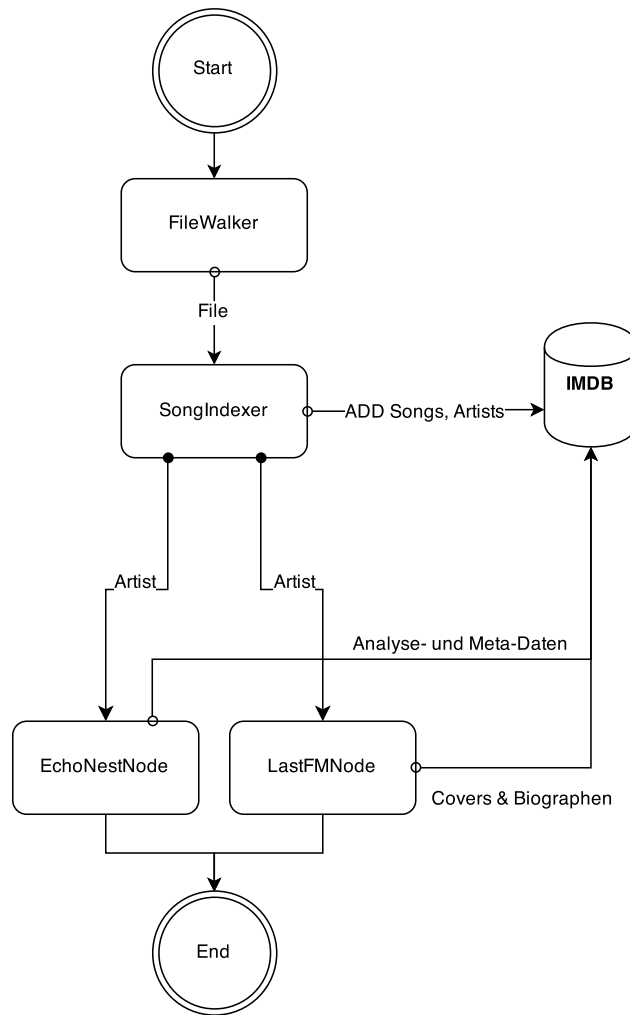 Start
FileWalker
File
SongIndexer
ADD Songs, Artists
IMDB
Artist
Artist
Analyse- und Meta-Daten
EchoNestNode
LastFMNode
Covers & Biographen
End